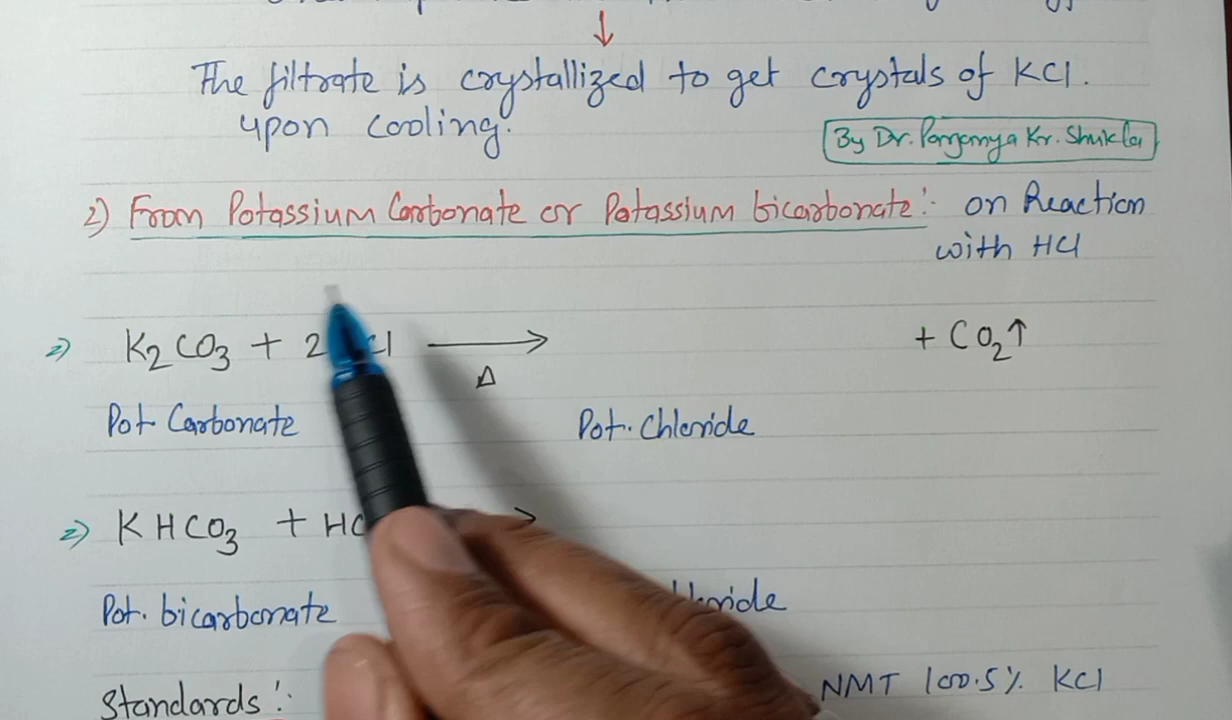 ↓
The filtrate is crystallized to get crystals of KCl.
upon cooling.
By Dr. Pargamya Kr. Shukla
2) From Potassium Carbonate or Potassium bicarbonate:- on Reaction
with HCl
⇒ K2CO3 + 2 Cl → + CO2↑
Δ
Pot. Carbonate Pot. Chloride
⇒ KHCO3 + HC →
Pot. bicarbonate
Standards:
NMT 100.5% KCl